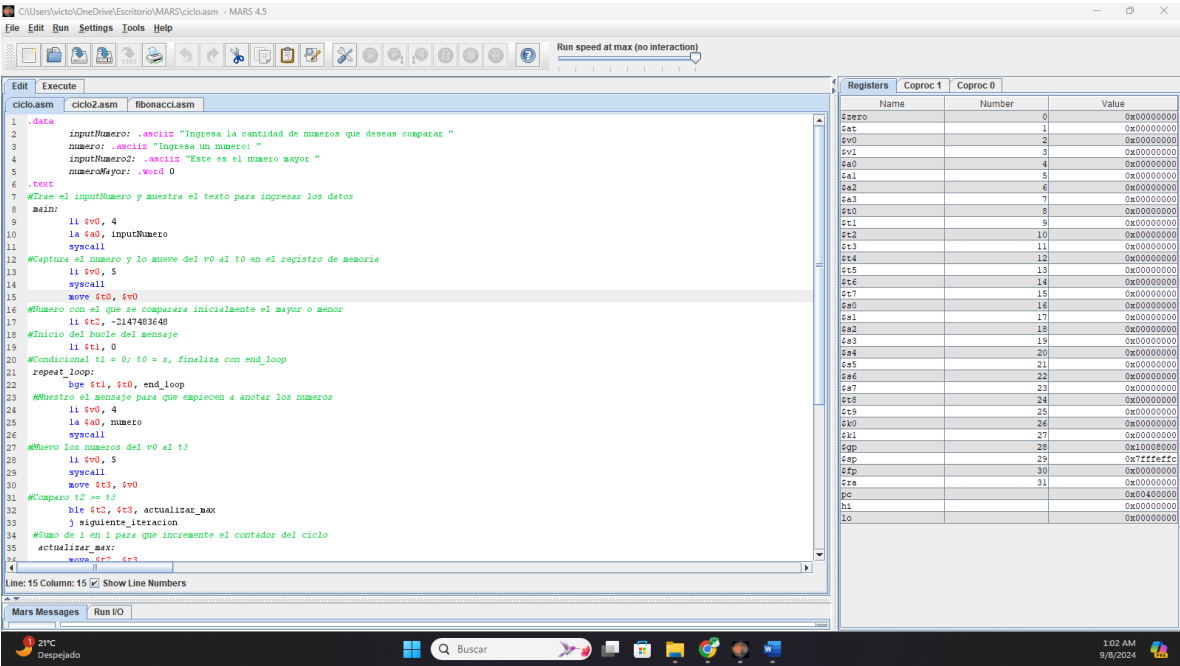 C:\Users\victo\OneDrive\Escritorio\MARS\ciclo.asm - MARS 4.5
File Edit Run Settings Tools Help
Run speed at max (no interaction)
Edit Execute
ciclo.asm ciclo2.asm fibonacci.asm
1 .data
2 inputNumero: .asciiz "Ingresa la cantidad de numeros que deseas comparar "
3 numero: .asciiz "Ingresa un numero: "
4 inputNumero2: .asciiz "Este es el numero mayor "
5 numeroMayor: .word 0
6 .text
7 #Trae el inputNumero y muestra el texto para ingresar los datos
8 main:
9 li $v0, 4
10 la $a0, inputNumero
11 syscall
12 #Captura el numero y lo mueve del v0 al t0 en el registro de memoria
13 li $v0, 5
14 syscall
15 move $t0, $v0
16 #Numero con el que se comparara inicialmente el mayor o menor
17 li $t2, -2147483648
18 #Inicio del bucle del mensaje
19 li $t1, 0
20 #Condicional t1 = 0; t0 = x, finaliza con end_loop
21 repeat_loop:
22 bge $t1, $t0, end_loop
23 #Muestro el mensaje para que empiecen a anotar los numeros
24 li $v0, 4
25 la $a0, numero
26 syscall
27 #Muevo los numeros del v0 al t3
28 li $v0, 5
29 syscall
30 move $t3, $v0
31 #Comparo t2 >= t3
32 ble $t2, $t3, actualizar_max
33 j siguiente_iteracion
34 #Sumo de 1 en 1 para que incremente el contador del ciclo
35 actualizar_max:
36 move $t2, $t3
Line: 15 Column: 15 Show Line Numbers
Mars Messages Run I/O
Registers Coproc 1 Coproc 0
Name Number Value
$zero 0 0x00000000
$at 1 0x00000000
$v0 2 0x00000000
$v1 3 0x00000000
$a0 4 0x00000000
$a1 5 0x00000000
$a2 6 0x00000000
$a3 7 0x00000000
$t0 8 0x00000000
$t1 9 0x00000000
$t2 10 0x00000000
$t3 11 0x00000000
$t4 12 0x00000000
$t5 13 0x00000000
$t6 14 0x00000000
$t7 15 0x00000000
$s0 16 0x00000000
$s1 17 0x00000000
$s2 18 0x00000000
$s3 19 0x00000000
$s4 20 0x00000000
$s5 21 0x00000000
$s6 22 0x00000000
$s7 23 0x00000000
$t8 24 0x00000000
$t9 25 0x00000000
$k0 26 0x00000000
$k1 27 0x00000000
$gp 28 0x10008000
$sp 29 0x7fffeffc
$fp 30 0x00000000
$ra 31 0x00000000
pc 0x00400000
hi 0x00000000
lo 0x00000000
1
21°C
Despejado
Buscar
1:02 AM
9/8/2024